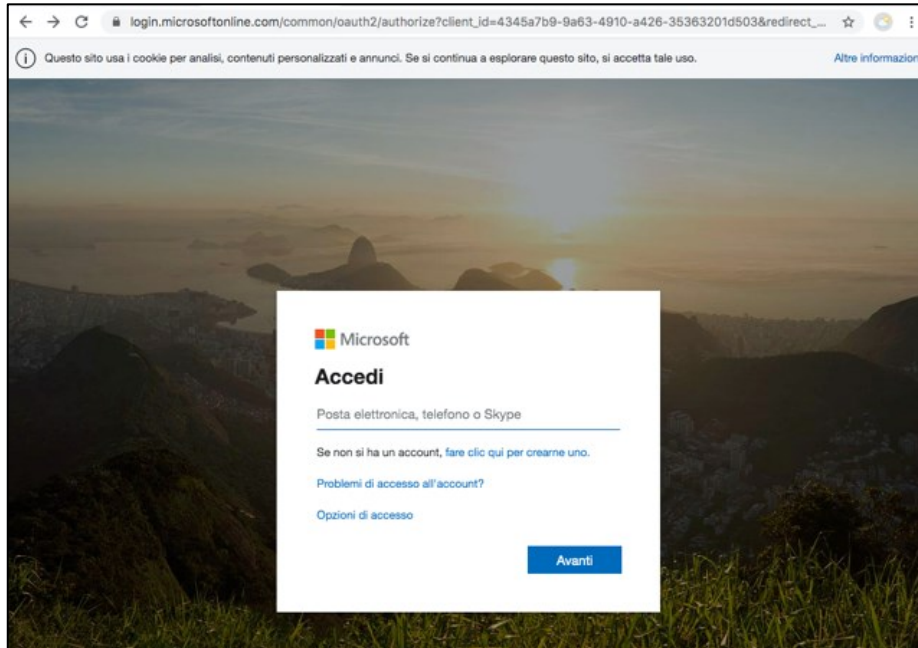 login.microsoftonline.com/common/oauth2/authorize?client_id=4345a7b9-9a63-4910-a426-35363201d503&redirect_...
Questo sito usa i cookie per analisi, contenuti personalizzati e annunci. Se si continua a esplorare questo sito, si accetta tale uso. Altre informazion
Microsoft
Accedi
Posta elettronica, telefono o Skype
Se non si ha un account, fare clic qui per crearne uno.
Problemi di accesso all'account?
Opzioni di accesso
Avanti